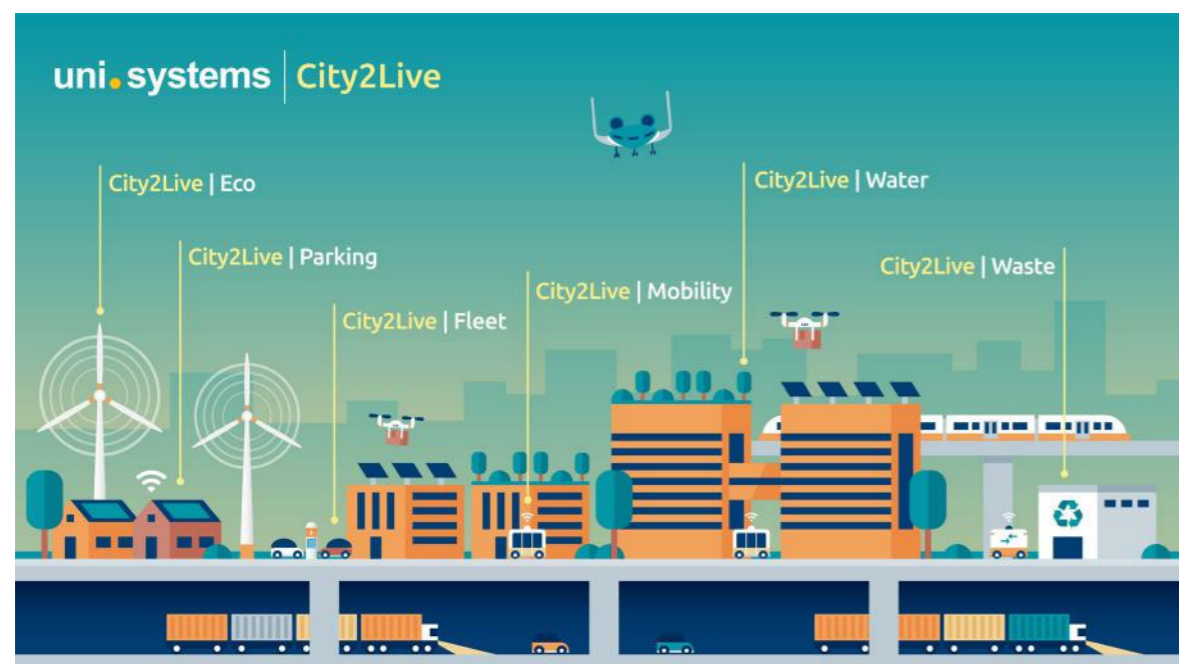 uni.systems | City2Live
City2Live | Eco
City2Live | Water
City2Live | Parking
City2Live | Waste
City2Live | Mobility
City2Live | Fleet